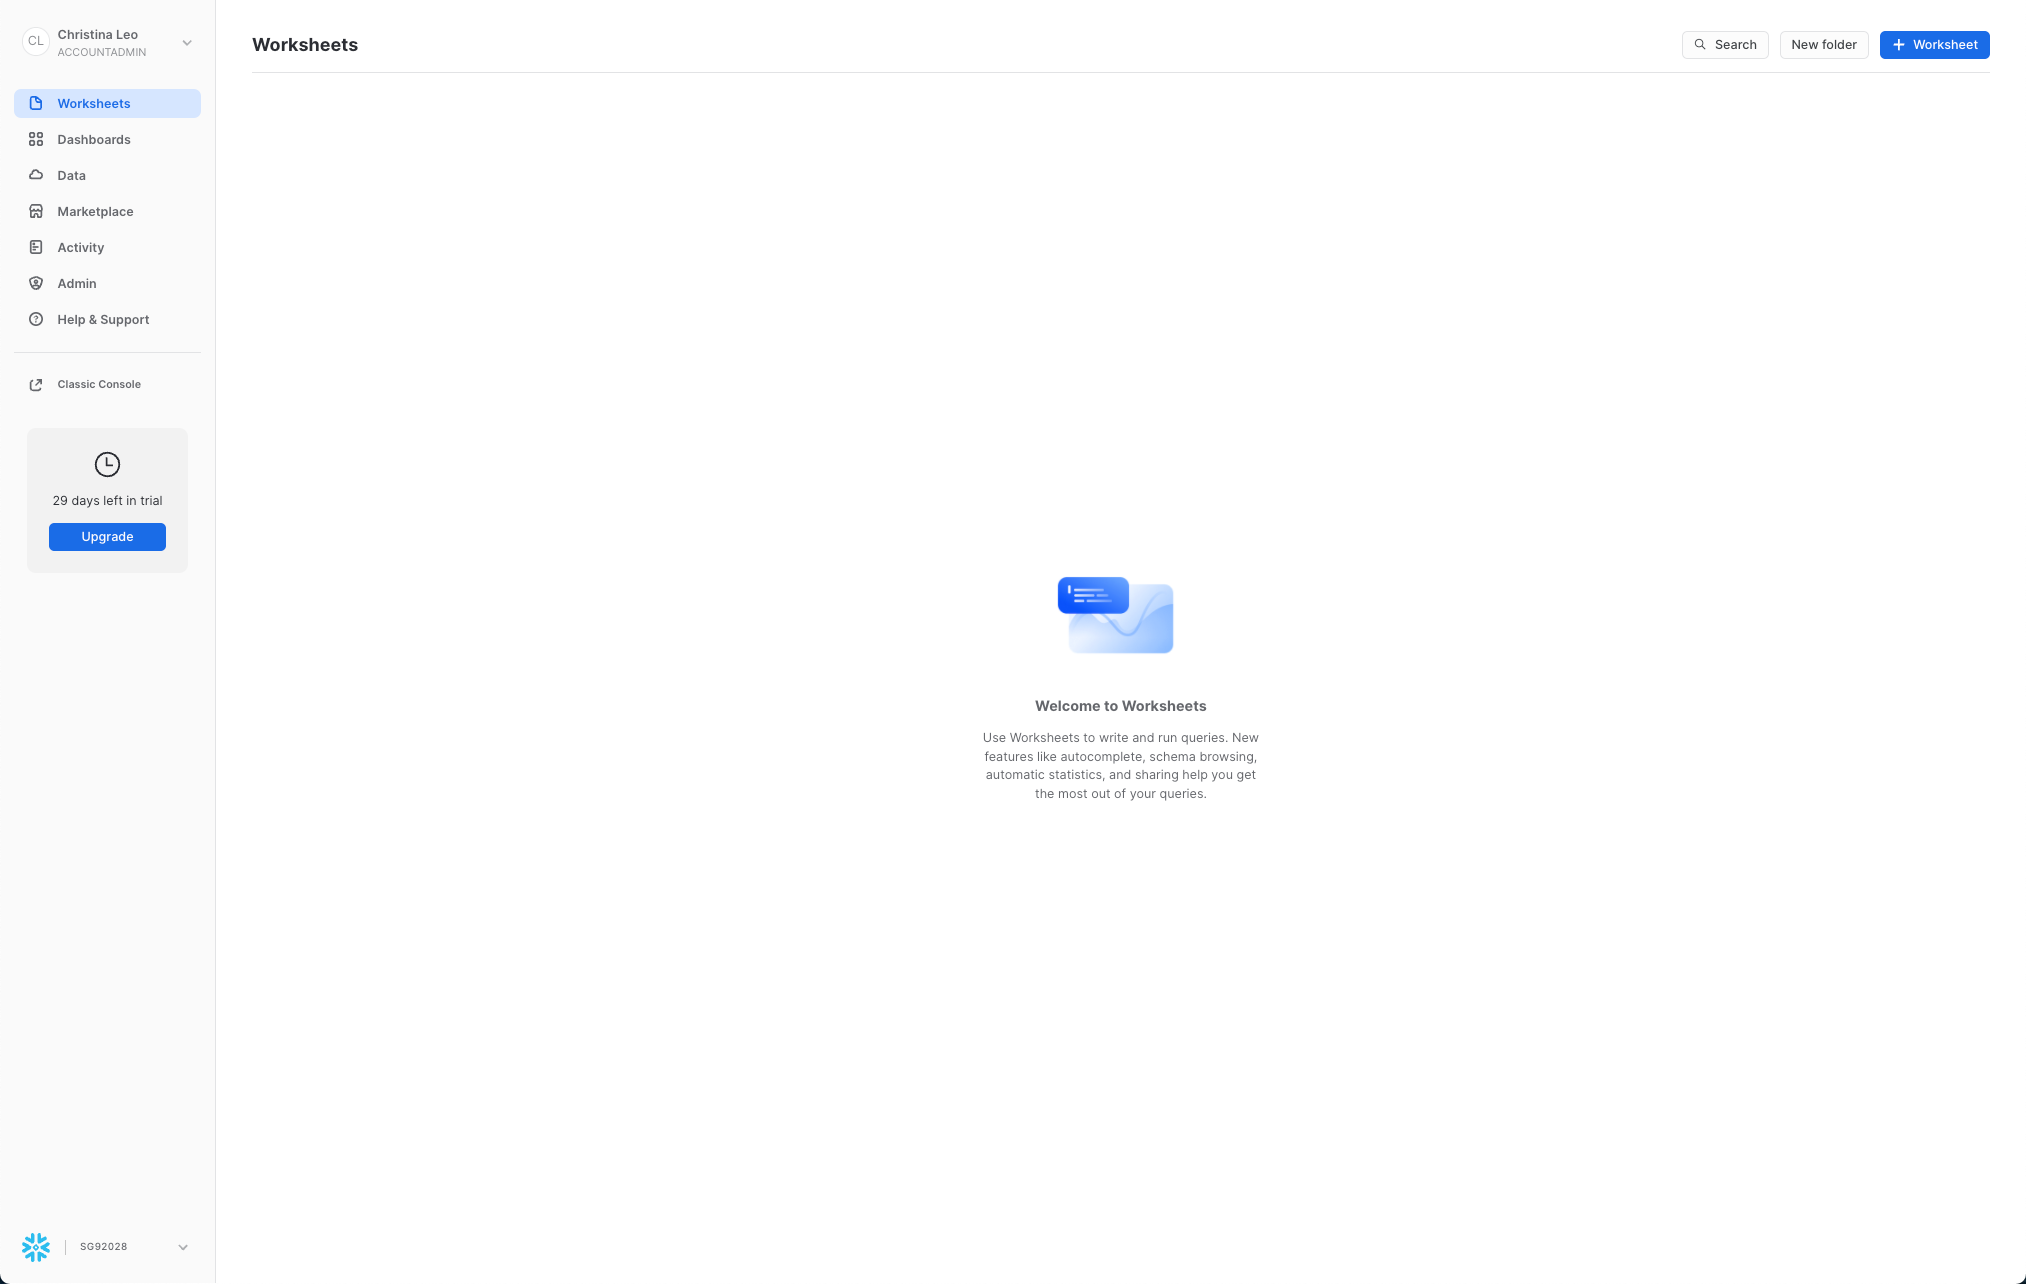 CL
Christina Leo
ACCOUNTADMIN
Worksheets
Dashboards
Data
Marketplace
Activity
Admin
Help & Support
Classic Console
29 days left in trial
Upgrade
SG92028
Worksheets
Search
New folder
Worksheet
Welcome to Worksheets
Use Worksheets to write and run queries. New
features like autocomplete, schema browsing,
automatic statistics, and sharing help you get
the most out of your queries.